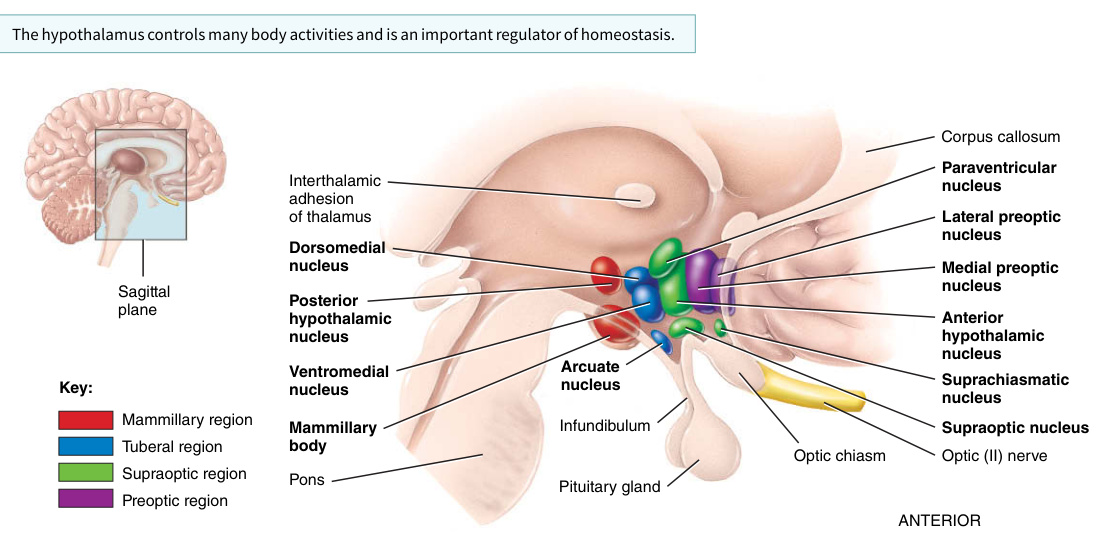 The hypothalamus controls many body activities and is an important regulator of homeostasis.
Sagittal
plane
Key:
Mammillary region
Tuberal region
Supraoptic region
Preoptic region
Interthalamic
adhesion
of thalamus
Dorsomedial
nucleus
Posterior
hypothalamic
nucleus
Ventromedial
nucleus
Mammillary
body
Pons
Arcuate
nucleus
Infundibulum
Pituitary gland
Corpus callosum
Paraventricular
nucleus
Lateral preoptic
nucleus
Medial preoptic
nucleus
Anterior
hypothalamic
nucleus
Suprachiasmatic
nucleus
Supraoptic nucleus
Optic (II) nerve
Optic chiasm
ANTERIOR